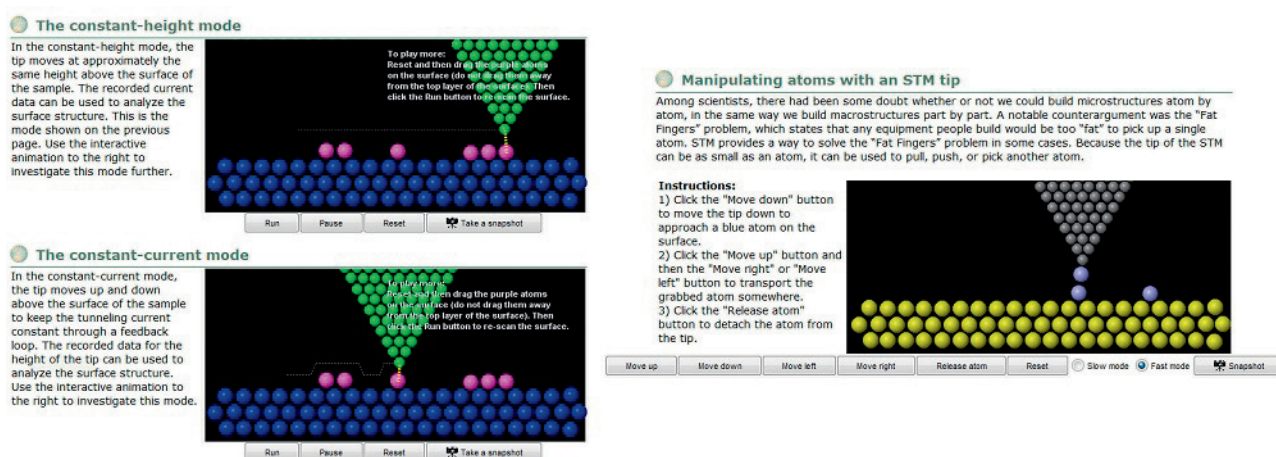 The constant-height mode
In the constant-height mode, the
tip moves at approximately the
same height above the surface of
the sample. The recorded current
data can be used to analyze the
surface structure. This is the
mode shown on the previous
page. Use the interactive
animation to the right to
investigate this mode further.
To play more:
Reset and then drag the purple atoms
on the surface (do not drag them away
from the top layer of the surface). Then
click the Run button to re-scan the surface.
Run Pause Reset Take a snapshot
The constant-current mode
In the constant-current mode,
the tip moves up and down
above the surface of the sample
to keep the tunneling current
constant through a feedback
loop. The recorded data for the
height of the tip can be used to
analyze the surface structure.
Use the interactive animation to
the right to investigate this mode.
To play more:
Reset and then drag the purple atoms
on the surface (do not drag them away
from the top layer of the surface). Then
click the Run button to re-scan the surface.
Run Pause Reset Take a snapshot
Manipulating atoms with an STM tip
Among scientists, there had been some doubt whether or not we could build microstructures atom by
atom, in the same way we build macrostructures part by part. A notable counterargument was the "Fat
Fingers" problem, which states that any equipment people build would be too "fat" to pick up a single
atom. STM provides a way to solve the "Fat Fingers" problem in some cases. Because the tip of the STM
can be as small as an atom, it can be used to pull, push, or pick another atom.
Instructions:
1) Click the "Move down" button
to move the tip down to
approach a blue atom on the
surface.
2) Click the "Move up" button and
then the "Move right" or "Move
left" button to transport the
grabbed atom somewhere.
3) Click the "Release atom"
button to detach the atom from
the tip.
Move up Move down Move left Move right Release atom Reset Slow mode Fast mode Snapshot